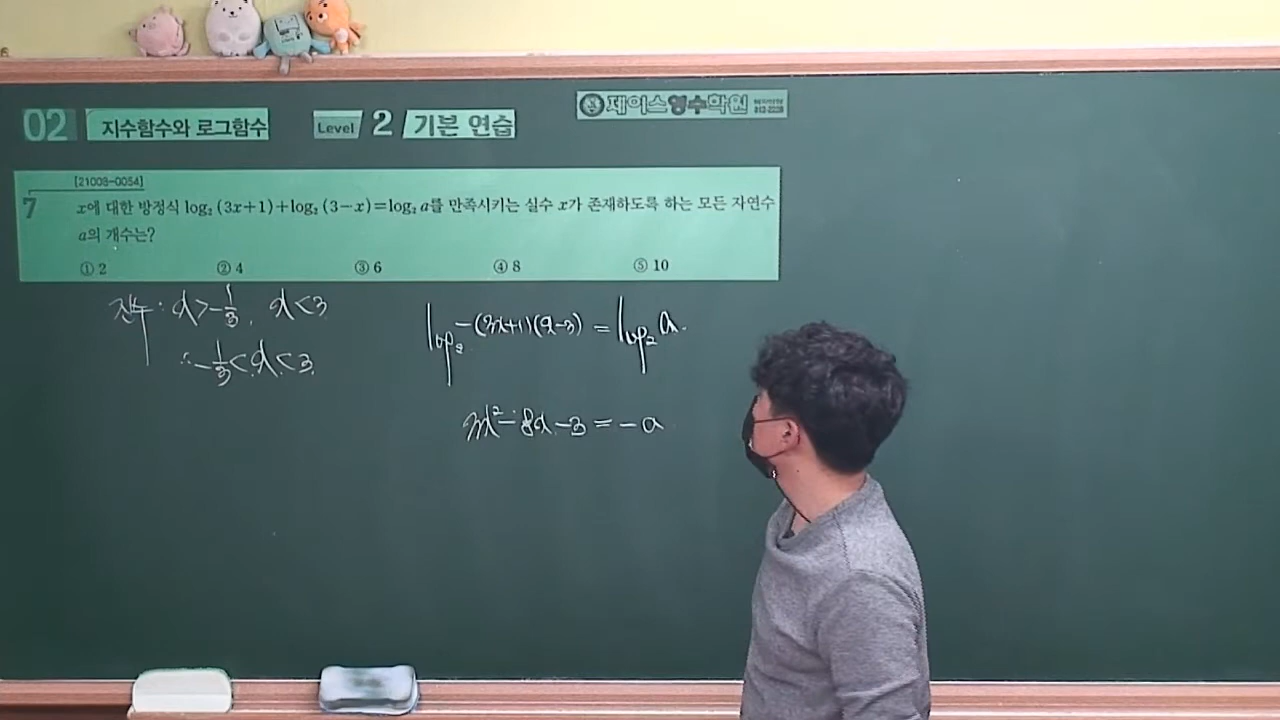 제이스영수학원
02 지수함수와 로그함수 Level 2 기본 연습
[21003-0054]
7 x에 대한 방정식 log₂(3x+1)+log₂(3-x)=log₂a를 만족시키는 실수 x가 존재하도록 하는 모든 자연수
a의 개수는?
① 2 ② 4 ③ 6 ④ 8 ⑤ 10
진수 : x>-1/3, x<3
∴ -1/3<x<3.
log₂-(3x+1)(x-3) = log₂a.
3x²-8x-3=-a